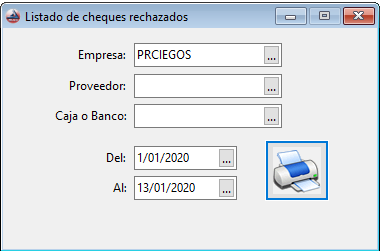 Listado de cheques rechazados
Empresa: PRCIEGOS ...
Proveedor: ...
Caja o Banco: ...
Del: 1/01/2020 ...
Al: 13/01/2020 ...